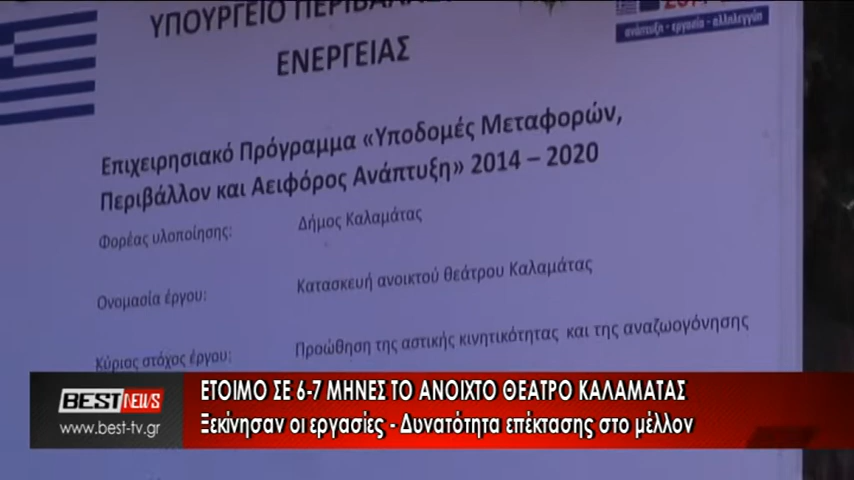 ΥΠΟΥΡΓΕΙΟ
ΕΝΕΡΓΕΙΑΣ
ανάπτυξη - εργασία - αλληλεγγύη
Επιχειρησιακό Πρόγραμμα «Υποδομές Μεταφορών,
Περιβάλλον και Αειφόρος Ανάπτυξη» 2014 – 2020
Φορέας υλοποίησης: Δήμος Καλαμάτας
Ονομασία έργου: Κατασκευή ανοικτού θεάτρου Καλαμάτας
Κύριος στόχος έργου: Προώθηση της αστικής κινητικότητας και της αναζωογόνησης
BEST NEWS
www.best-tv.gr
ΕΤΟΙΜΟ ΣΕ 6-7 ΜΗΝΕΣ ΤΟ ΑΝΟΙΧΤΟ ΘΕΑΤΡΟ ΚΑΛΑΜΑΤΑΣ
Ξεκίνησαν οι εργασίες - Δυνατότητα επέκτασης στο μέλλον